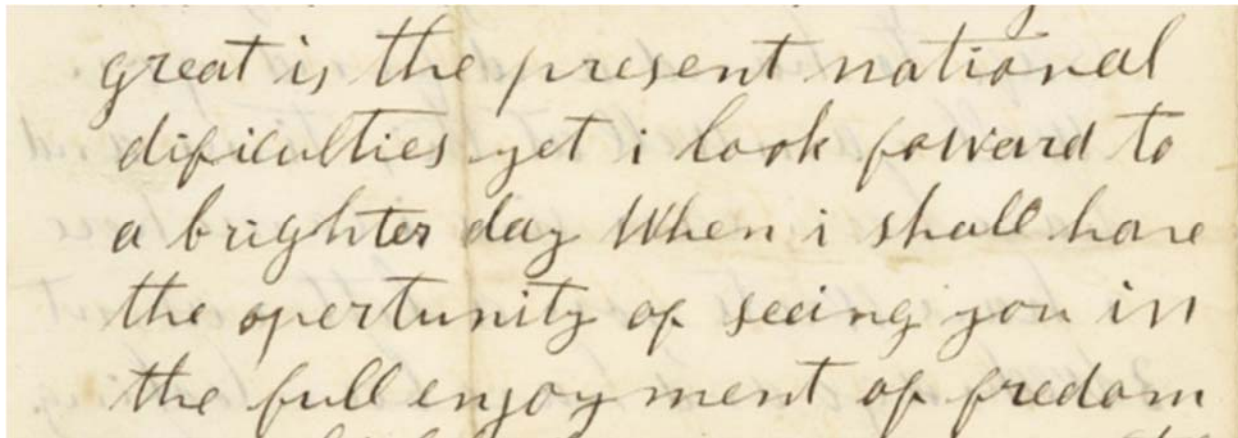 great is the present national
dificulties yet i look forward to
a brighter day When i shall have
the opertunity of seeing you in
the full enjoyment of fredom